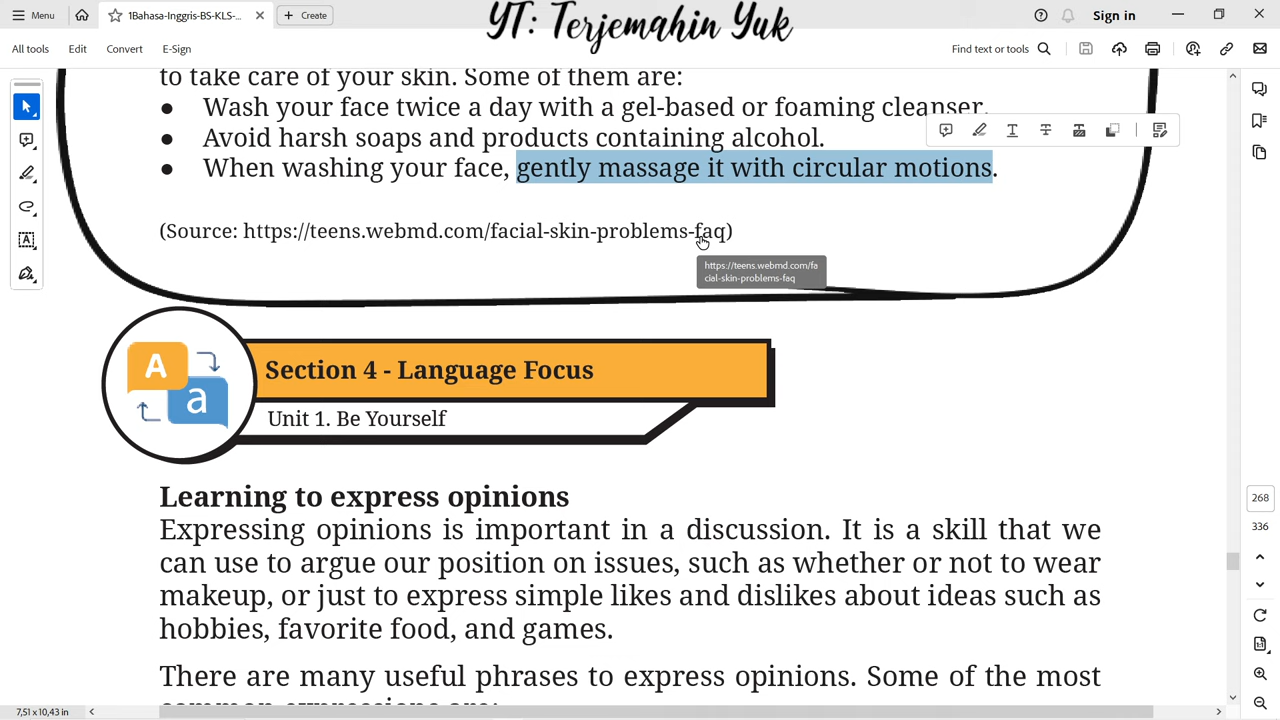 Menu
1Bahasa-Inggris-BS-KLS-...
Create
YT: Terjemahin Yuk
Sign in
All tools
Edit
Convert
E-Sign
Find text or tools
to take care of your skin. Some of them are:
● Wash your face twice a day with a gel-based or foaming cleanser.
● Avoid harsh soaps and products containing alcohol.
● When washing your face, gently massage it with circular motions.
(Source: https://teens.webmd.com/facial-skin-problems-faq)
https://teens.webmd.com/fa
cial-skin-problems-faq
A
a
Section 4 - Language Focus
Unit 1. Be Yourself
Learning to express opinions
Expressing opinions is important in a discussion. It is a skill that we
can use to argue our position on issues, such as whether or not to wear
makeup, or just to express simple likes and dislikes about ideas such as
hobbies, favorite food, and games.
There are many useful phrases to express opinions. Some of the most
common expressions are:
268
336
7,51 x 10,43 in